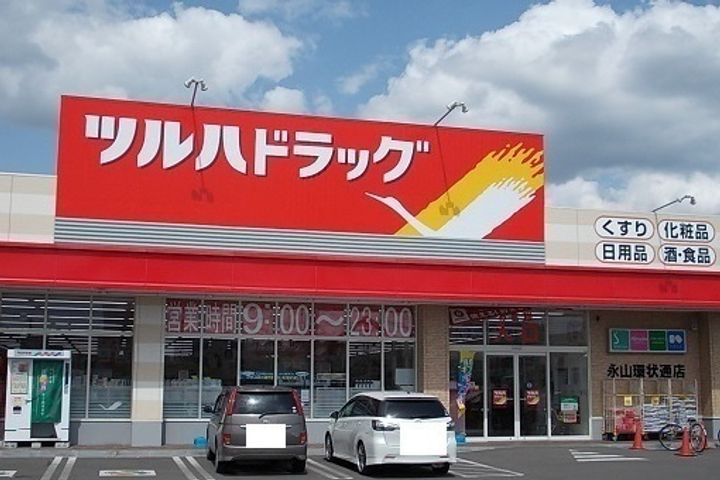 ツルハドラッグ
くすり 化粧品
日用品 酒・食品
営業時間 9:00～23:00
永山環状通店